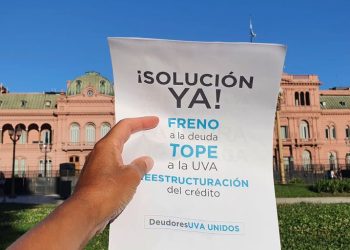 ¡SOLUCIÓN
YA!
FRENO
a la deuda
TOPE
a la UVA
REESTRUCTURACIÓN
del crédito
DeudoresUVA UNIDOS